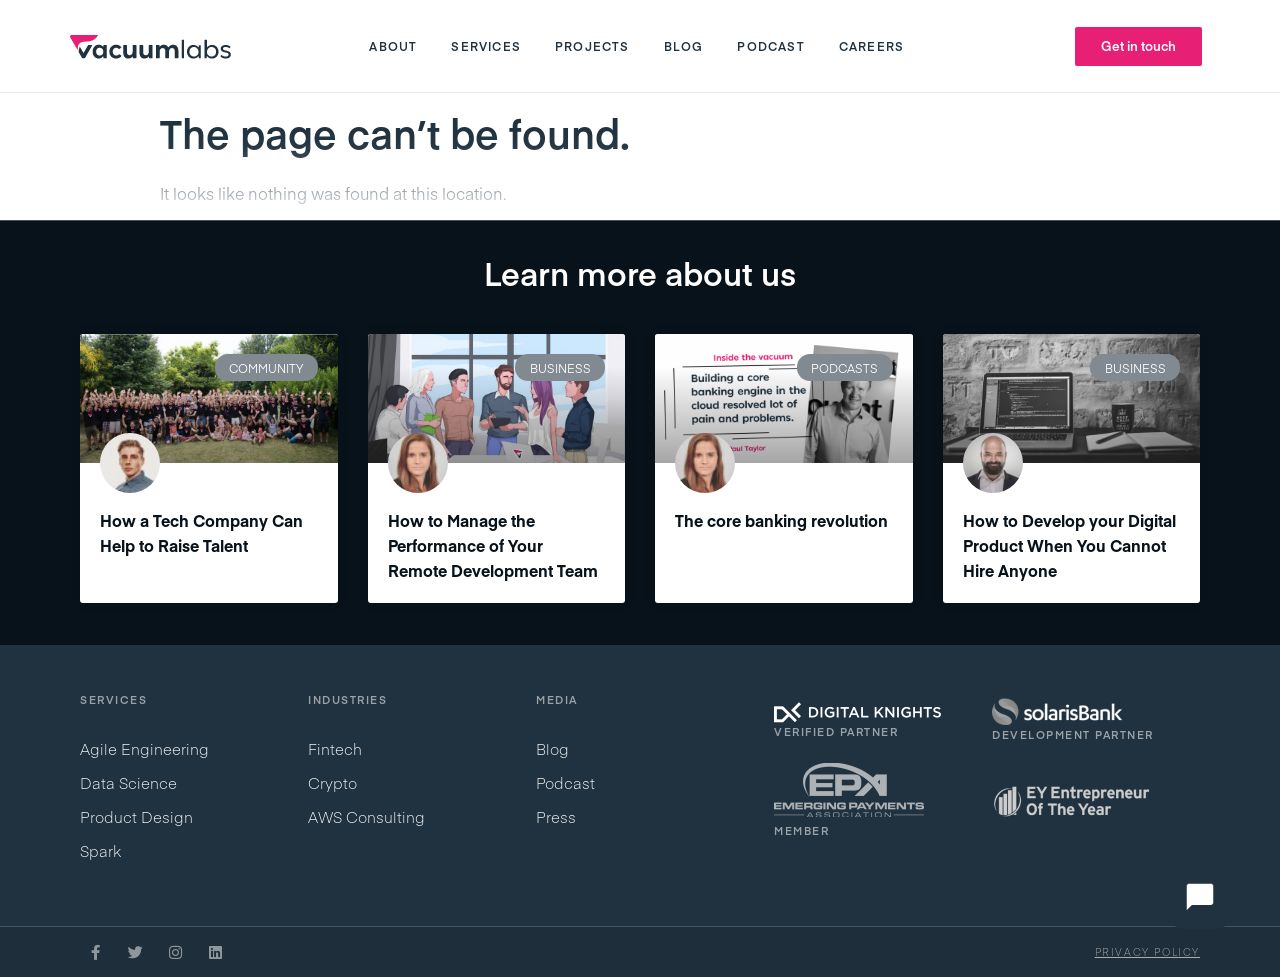 vacuumlabs
ABOUT SERVICES PROJECTS BLOG PODCAST CAREERS
Get in touch
The page can’t be found.
It looks like nothing was found at this location.
Learn more about us
COMMUNITY
How a Tech Company Can
Help to Raise Talent
BUSINESS
How to Manage the
Performance of Your
Remote Development Team
PODCASTS
Inside the vacuum
Building a core
banking engine in the
cloud resolved lot of
pain and problems.
Paul Taylor
The core banking revolution
BUSINESS
How to Develop your Digital
Product When You Cannot
Hire Anyone
SERVICES
Agile Engineering
Data Science
Product Design
Spark
INDUSTRIES
Fintech
Crypto
AWS Consulting
MEDIA
Blog
Podcast
Press
DIGITAL KNIGHTS
VERIFIED PARTNER
solarisBank
DEVELOPMENT PARTNER
EPA
EMERGING PAYMENTS
ASSOCIATION
MEMBER
EY Entrepreneur
Of The Year
PRIVACY POLICY